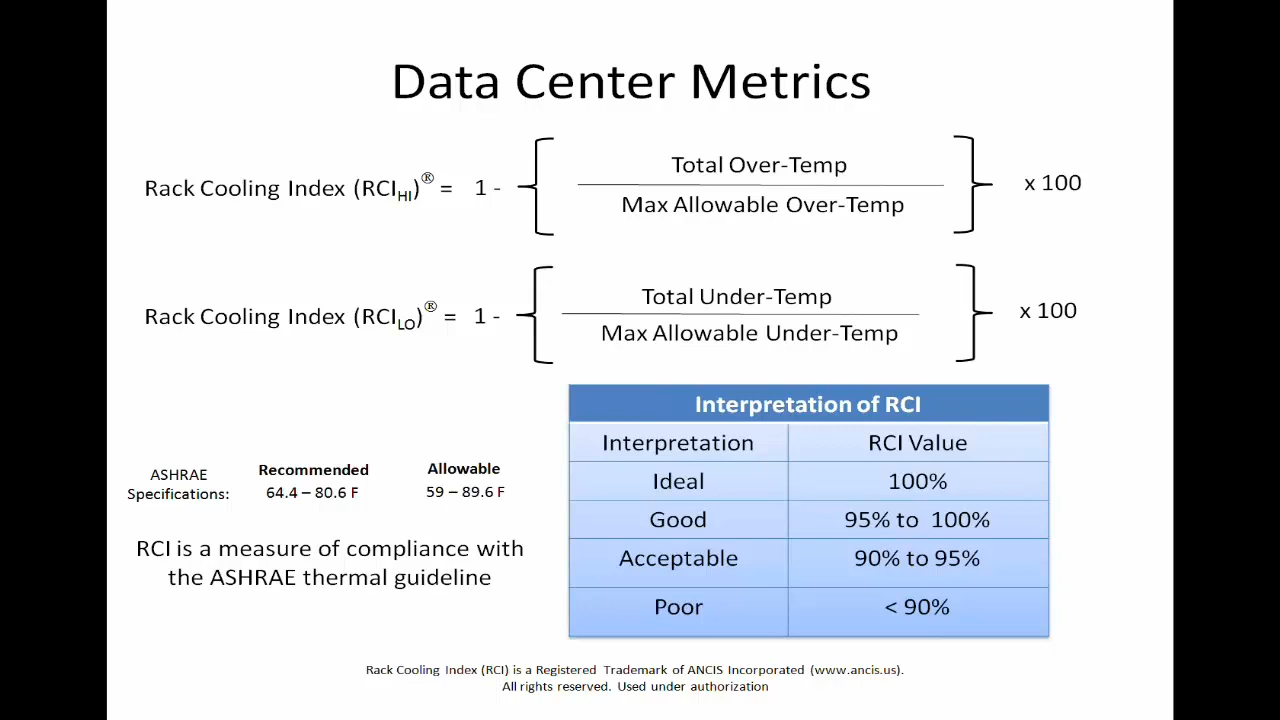 Data Center Metrics
Rack Cooling Index (RCI_HI)® = 1 - { Total Over-Temp / Max Allowable Over-Temp } x 100
Rack Cooling Index (RCI_LO)® = 1 - { Total Under-Temp / Max Allowable Under-Temp } x 100
ASHRAE Specifications:
Recommended
64.4 – 80.6 F
Allowable
59 – 89.6 F
RCI is a measure of compliance with
the ASHRAE thermal guideline
Interpretation of RCI
Interpretation RCI Value
Ideal 100%
Good 95% to 100%
Acceptable 90% to 95%
Poor < 90%
Rack Cooling Index (RCI) is a Registered Trademark of ANCIS Incorporated (www.ancis.us).
All rights reserved. Used under authorization